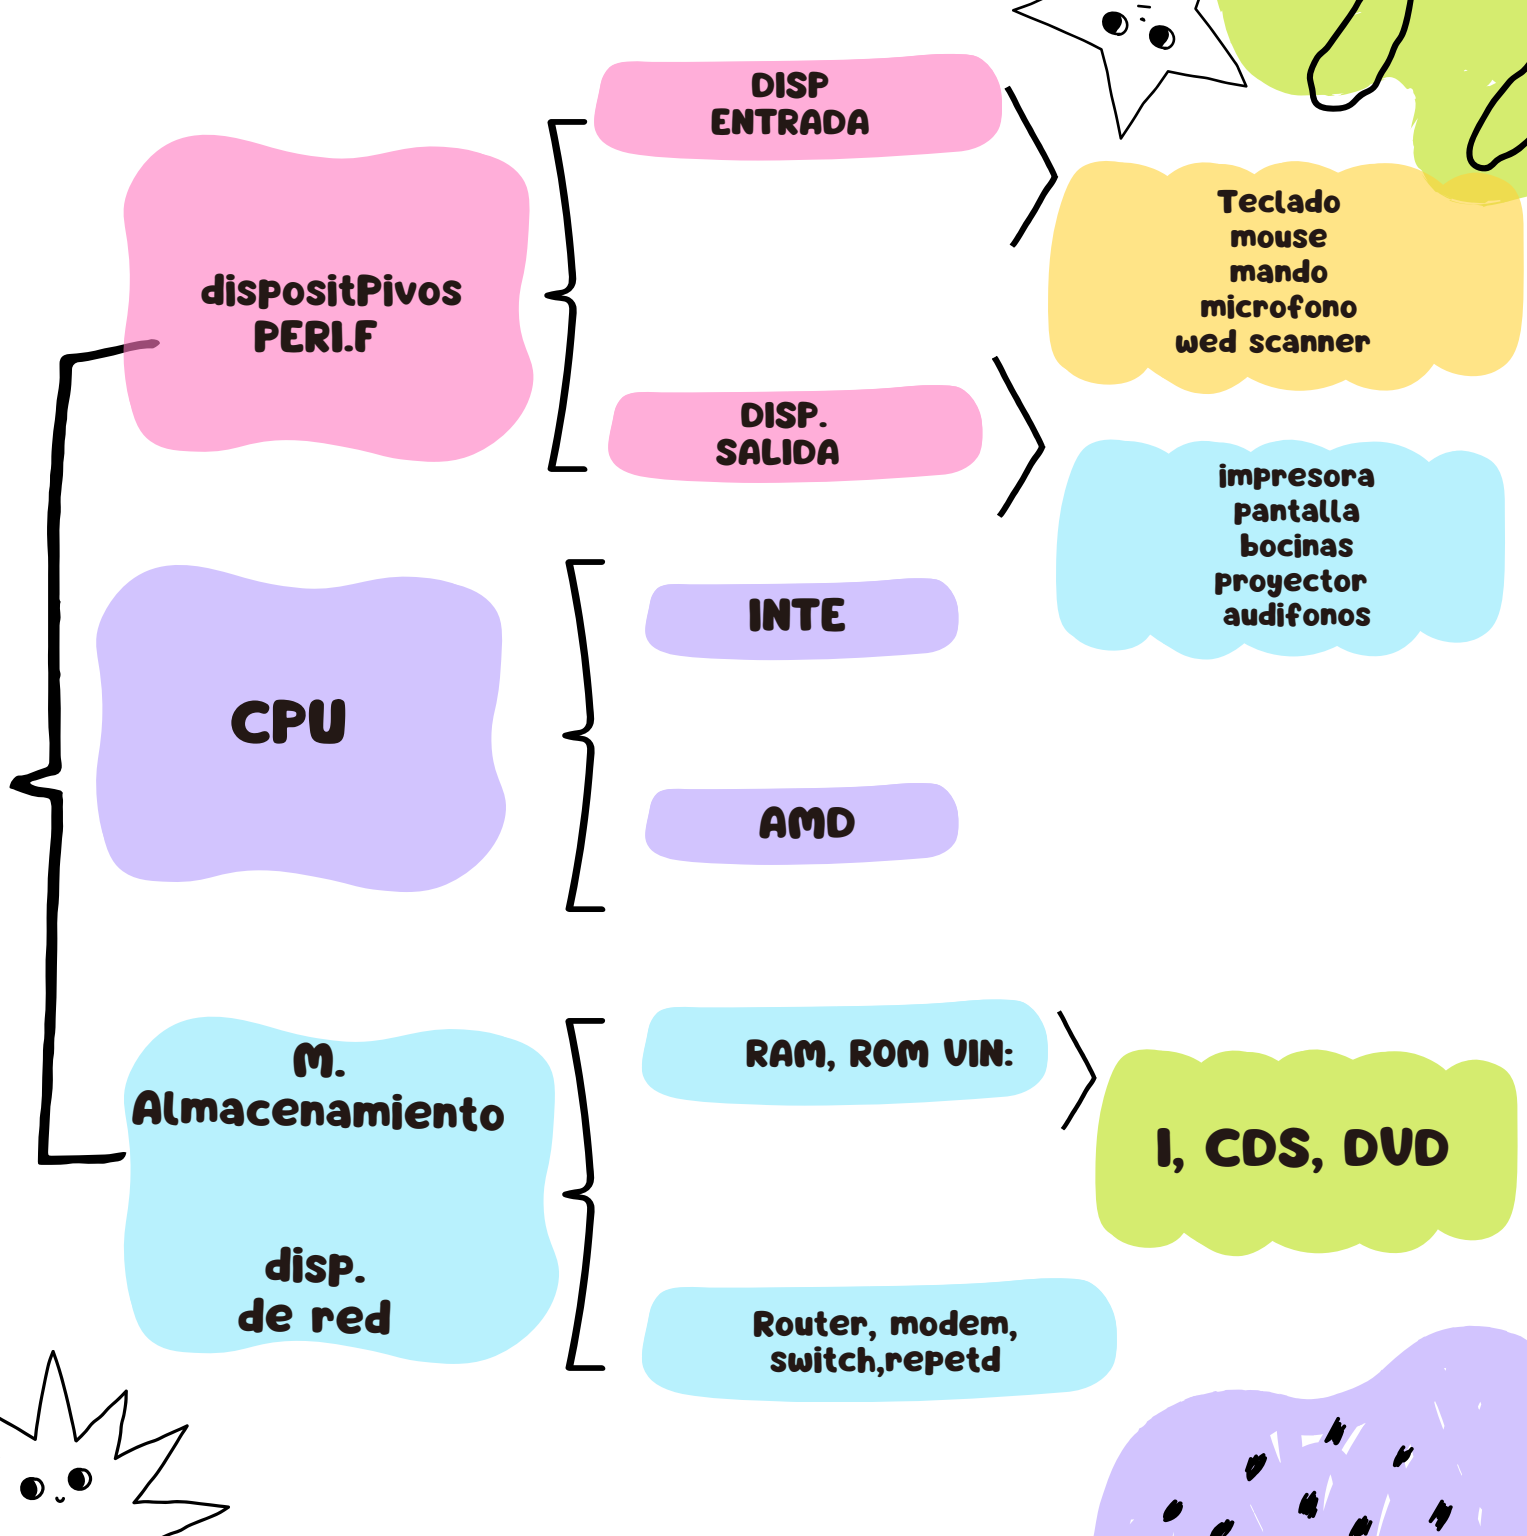 DISP
ENTRADA
Teclado
mouse
mando
microfono
wed scanner
dispositPivos
PERI.F
DISP.
SALIDA
impresora
pantalla
bocinas
proyector
audifonos
CPU
INTE
AMD
M.
Almacenamiento
disp.
de red
RAM, ROM VIN:
I, CDS, DVD
Router, modem,
switch,repetd